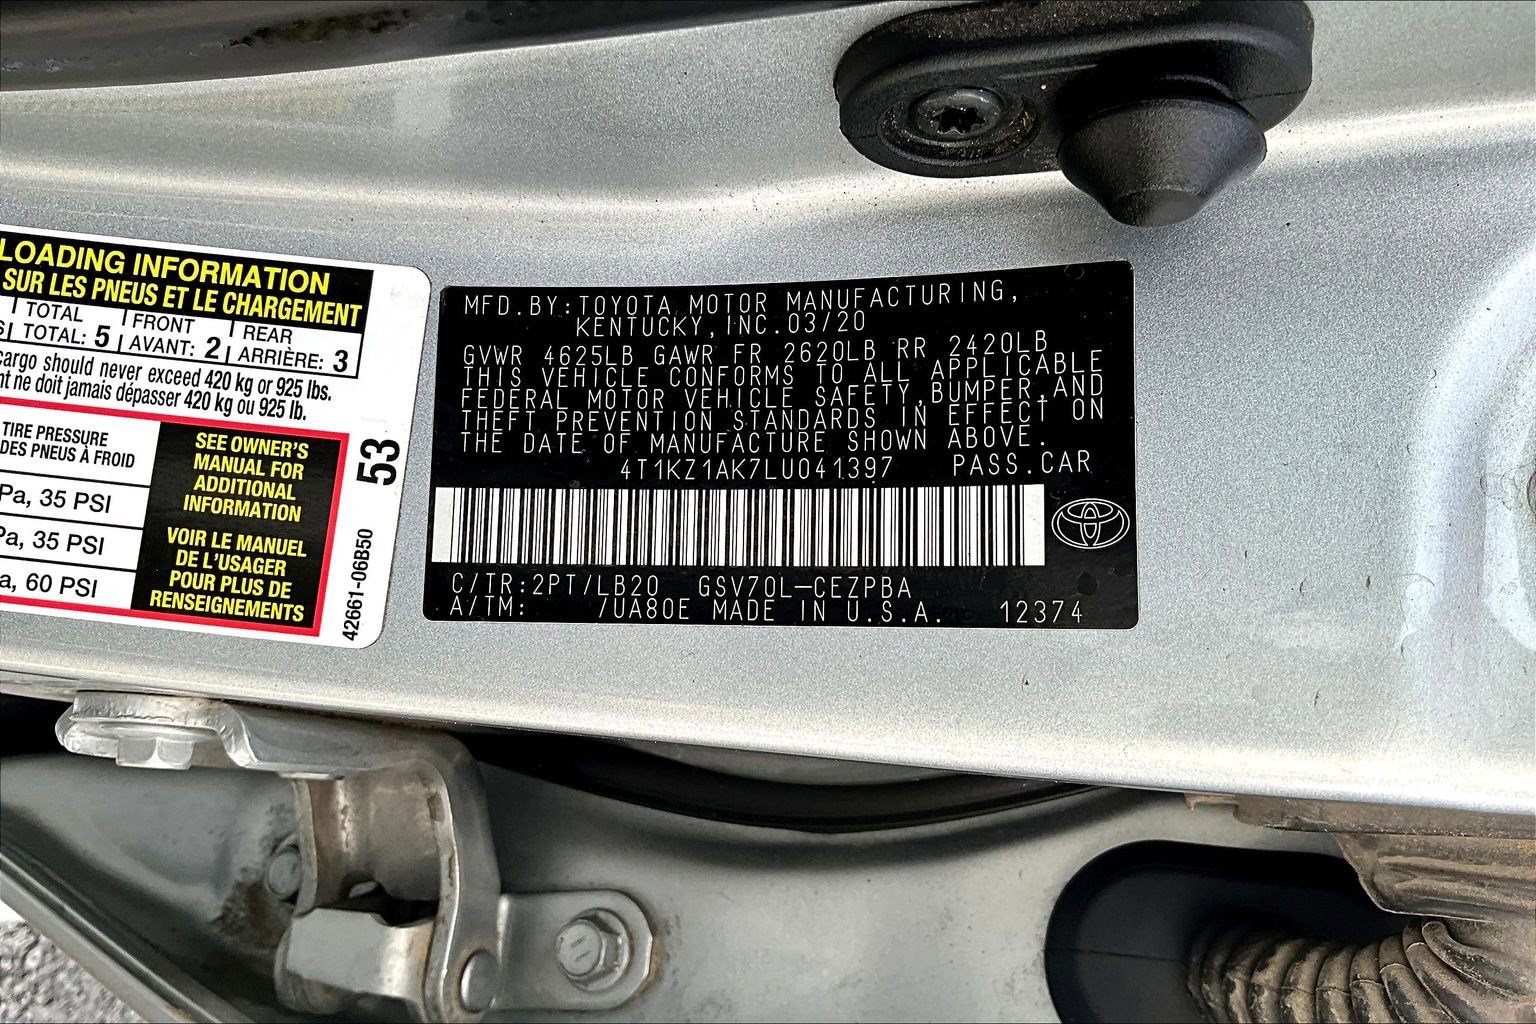 LOADING INFORMATION
SUR LES PNEUS ET LE CHARGEMENT
TOTAL FRONT REAR
TOTAL: 5 AVANT: 2 ARRIÈRE: 3
cargo should never exceed 420 kg or 925 lbs.
nt ne doit jamais dépasser 420 kg ou 925 lb.
TIRE PRESSURE
DES PNEUS À FROID
Pa, 35 PSI
Pa, 35 PSI
a, 60 PSI
SEE OWNER'S
MANUAL FOR
ADDITIONAL
INFORMATION
VOIR LE MANUEL
DE L'USAGER
POUR PLUS DE
RENSEIGNEMENTS
53
42661-06B50
MFD.BY:TOYOTA MOTOR MANUFACTURING,
KENTUCKY,INC.03/20
GVWR 4625LB GAWR FR 2620LB RR 2420LB
THIS VEHICLE CONFORMS TO ALL APPLICABLE
FEDERAL MOTOR VEHICLE SAFETY,BUMPER,AND
THEFT PREVENTION STANDARDS IN EFFECT ON
THE DATE OF MANUFACTURE SHOWN ABOVE.
4T1KZ1AK7LU041397 PASS.CAR
C/TR:2PT/LB20 GSV70L-CEZPBA
A/TM: /UA80E MADE IN U.S.A. 12374